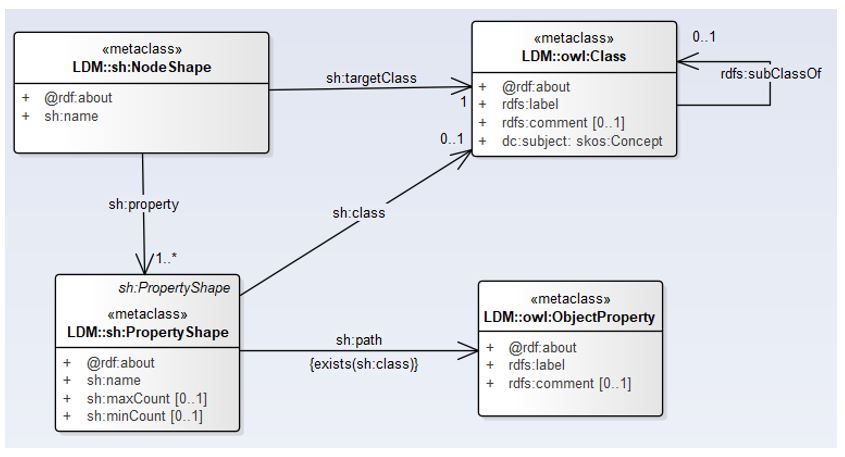 «metaclass»
LDM::sh:NodeShape
+ @rdf:about
+ sh:name
sh:targetClass
1
«metaclass»
LDM::owl:Class
+ @rdf:about
+ rdfs:label
+ rdfs:comment [0..1]
+ dc:subject: skos:Concept
0..1
rdfs:subClassOf
0..1
sh:class
sh:property
1..*
sh:PropertyShape
«metaclass»
LDM::sh:PropertyShape
+ @rdf:about
+ sh:name
+ sh:maxCount [0..1]
+ sh:minCount [0..1]
sh:path
{exists(sh:class)}
«metaclass»
LDM::owl:ObjectProperty
+ @rdf:about
+ rdfs:label
+ rdfs:comment [0..1]